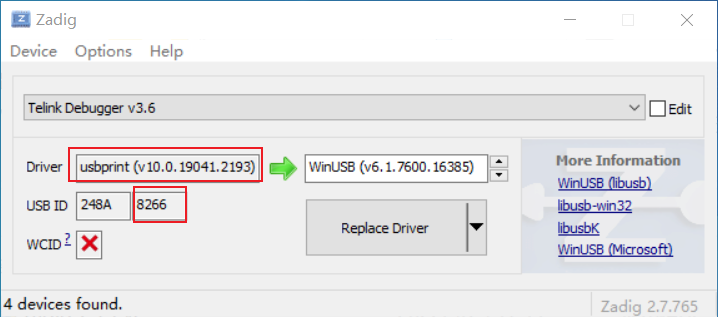 Zadig
Device Options Help
Telink Debugger v3.6 Edit
Driver usbprint (v10.0.19041.2193) WinUSB (v6.1.7600.16385)
USB ID 248A 8266
WCID ?
Replace Driver
More Information
WinUSB (libusb)
libusb-win32
libusbK
WinUSB (Microsoft)
4 devices found.
Zadig 2.7.765